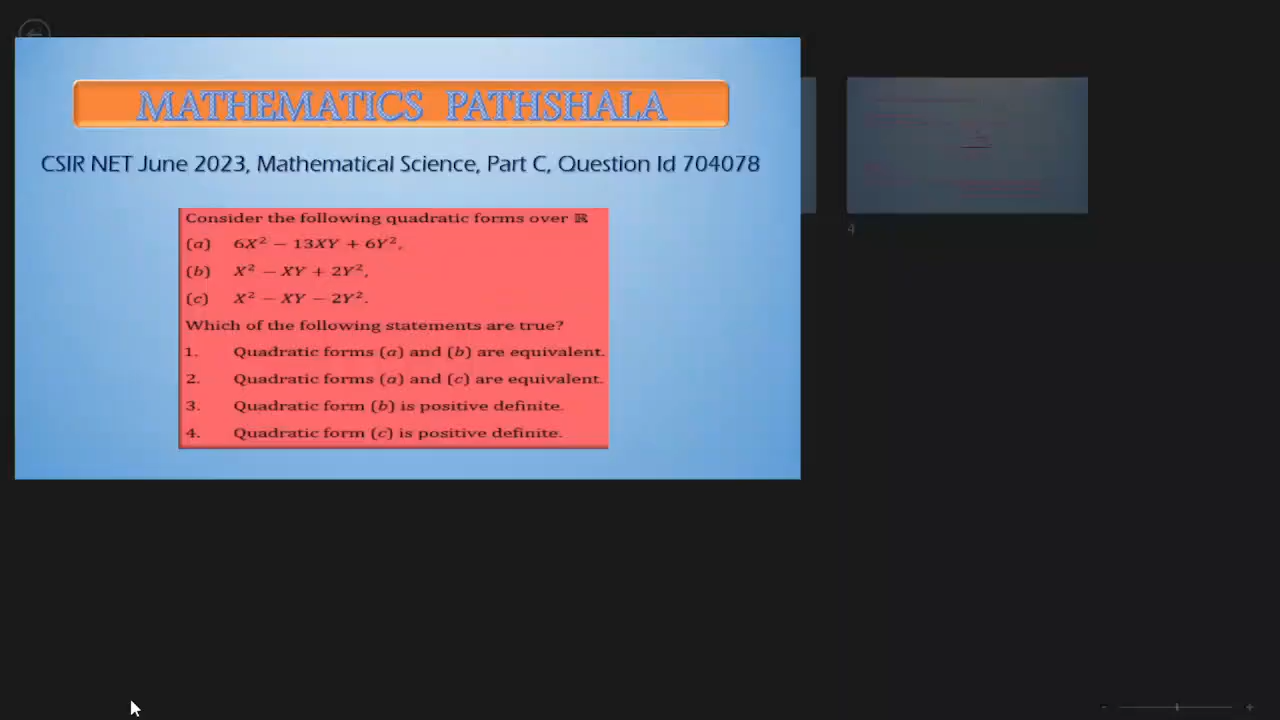 MATHEMATICS PATHSHALA
CSIR NET June 2023, Mathematical Science, Part C, Question Id 704078
Consider the following quadratic forms over ℝ
(a) 6X² − 13XY + 6Y²,
(b) X² − XY + 2Y²,
(c) X² − XY − 2Y².
Which of the following statements are true?
1. Quadratic forms (a) and (b) are equivalent.
2. Quadratic forms (a) and (c) are equivalent.
3. Quadratic form (b) is positive definite.
4. Quadratic form (c) is positive definite.
4